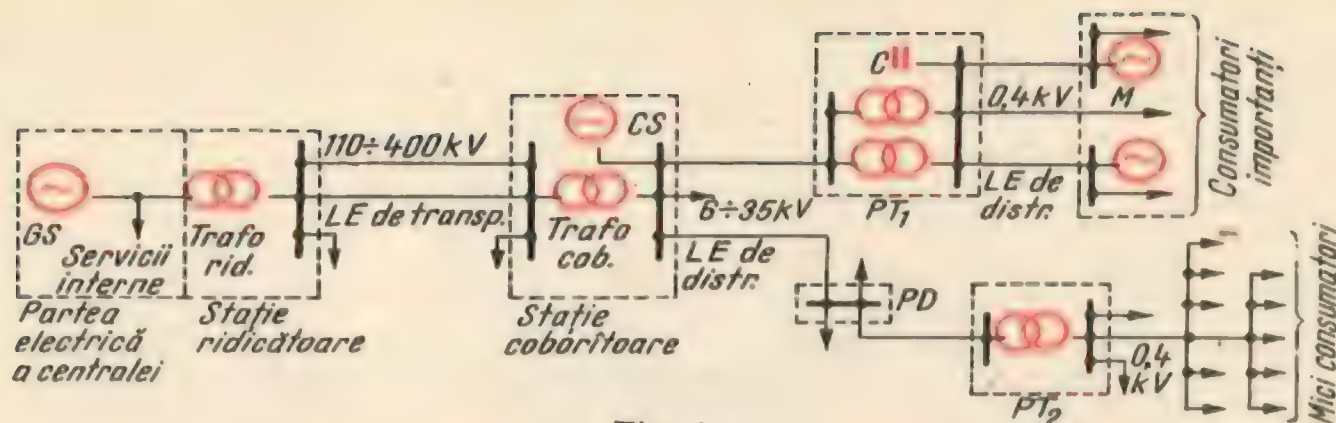 GS
Servicii
interne
Partea
electrică
a centralei
Trafo
rid.
Stație
ridicătoare
110÷400kV
LE de transp.
CS
Trafo
cob.
Stație
coborîtoare
6÷35kV
LE de
distr.
C
PT1
0,4kV
LE de
distr.
M
Consumatori
importanți
PD
PT2
0,4
kV
Mici consumatori